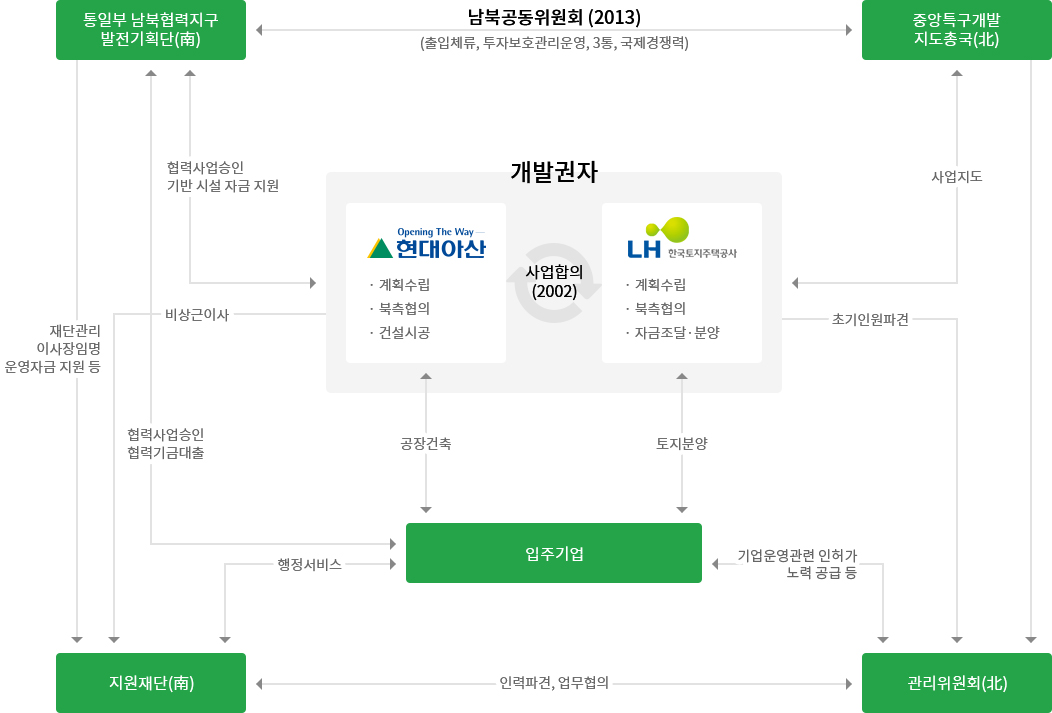 통일부 남북협력지구
발전기획단(南)
남북공동위원회 (2013)
(출입체류, 투자보호관리운영, 3통, 국제경쟁력)
중앙특구개발
지도총국(北)
협력사업승인
기반 시설 자금 지원
개발권자
사업지도
Opening The Way
현대아산
· 계획수립
· 북측협의
· 건설시공
사업합의
(2002)
LH 한국토지주택공사
· 계획수립
· 북측협의
· 자금조달·분양
비상근이사
초기인원파견
재단관리
이사장임명
운영자금 지원 등
협력사업승인
협력기금대출
공장건축
토지분양
입주기업
행정서비스
기업운영관련 인허가
노력 공급 등
지원재단(南)
인력파견, 업무협의
관리위원회(北)